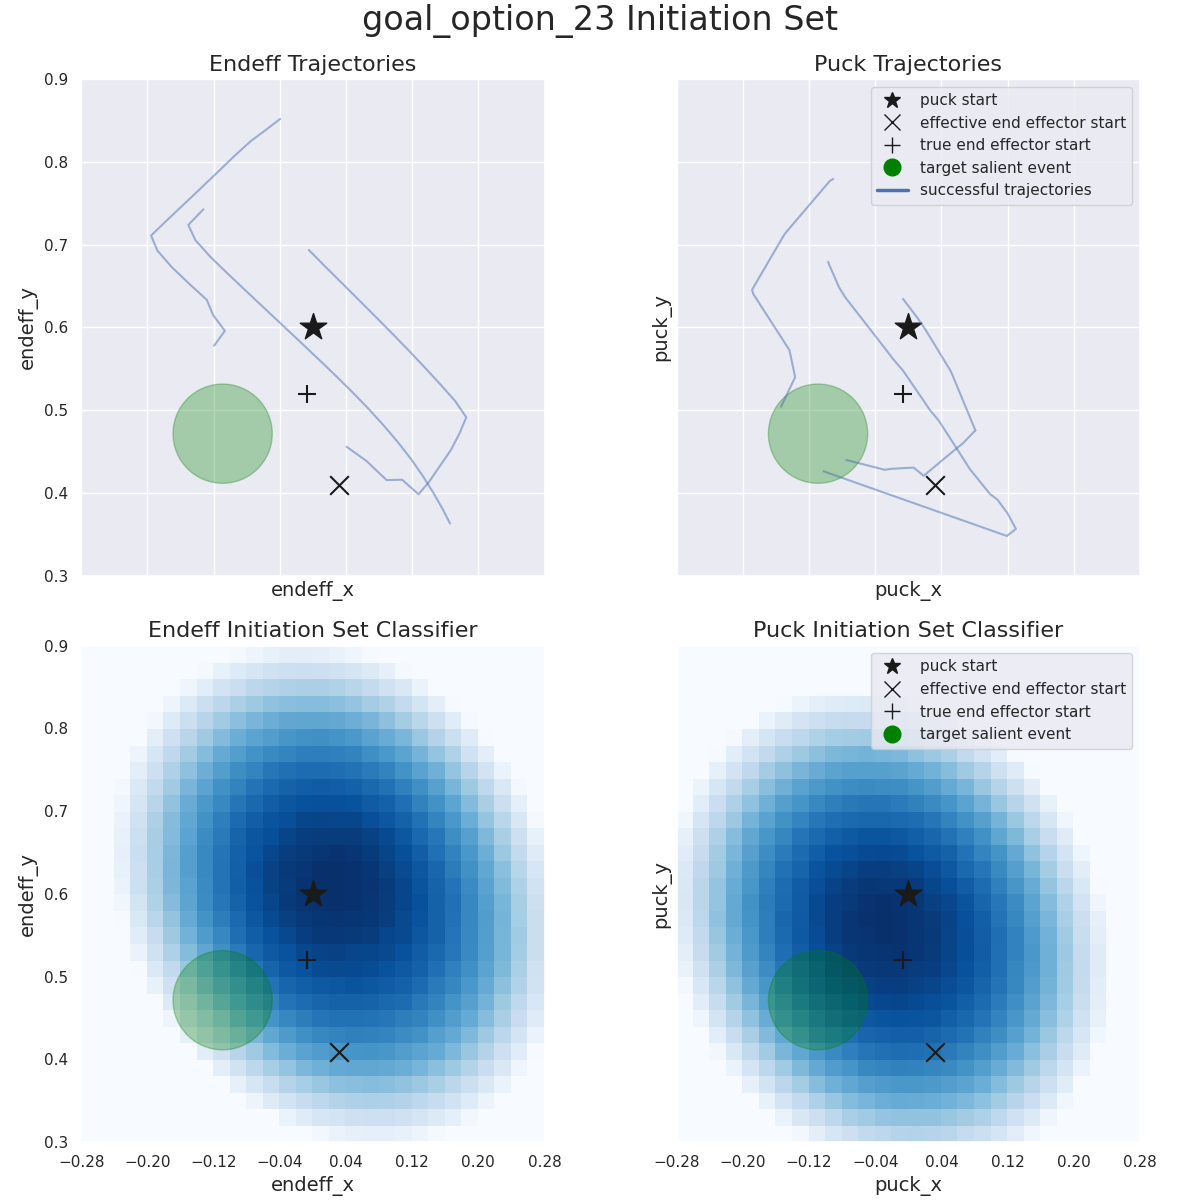 goal_option_23 Initiation Set
Endeff Trajectories
0.9
0.8
0.7
0.6
0.5
0.4
0.3
endeff_y
endeff_x
Puck Trajectories
puck start
effective end effector start
true end effector start
target salient event
successful trajectories
puck_y
puck_x
Endeff Initiation Set Classifier
0.9
0.8
0.7
0.6
0.5
0.4
0.3
endeff_y
−0.28 −0.20 −0.12 −0.04 0.04 0.12 0.20 0.28
endeff_x
Puck Initiation Set Classifier
puck start
effective end effector start
true end effector start
target salient event
puck_y
−0.28 −0.20 −0.12 −0.04 0.04 0.12 0.20 0.28
puck_x